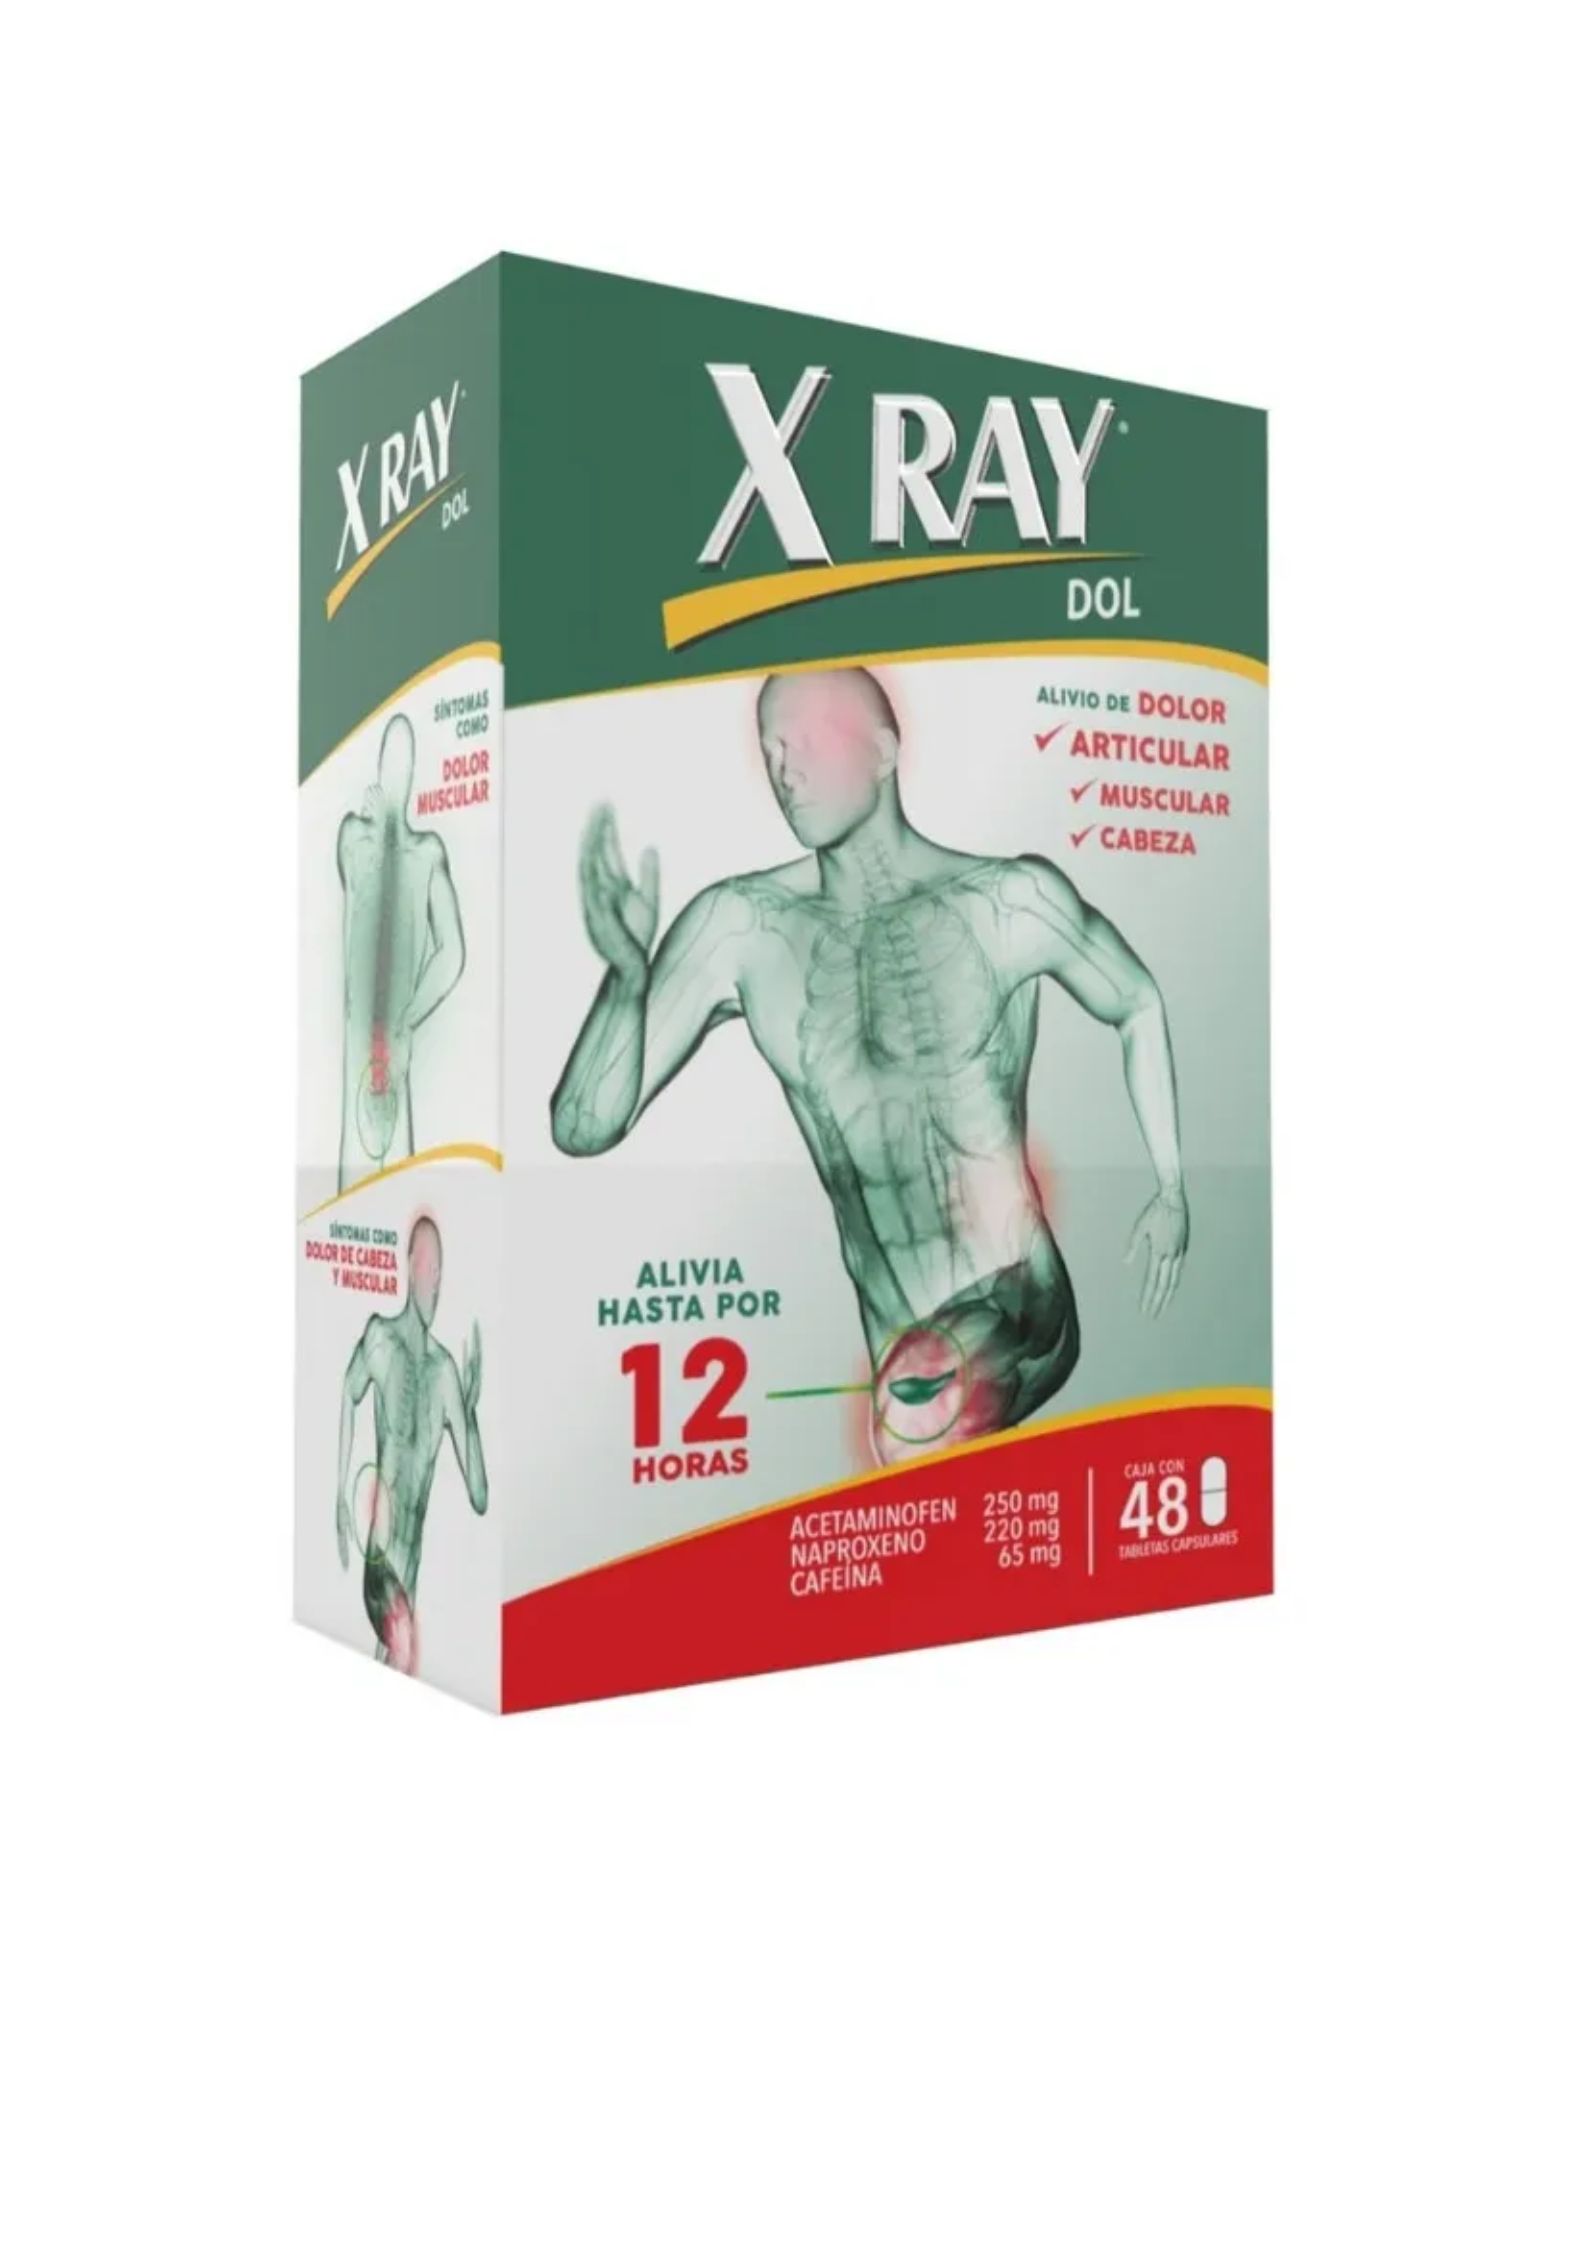 X RAY®
DOL
ALIVIO DE DOLOR
✓ ARTICULAR
✓ MUSCULAR
✓ CABEZA
ALIVIA
HASTA POR
12
HORAS
ACETAMINOFEN 250 mg
NAPROXENO 220 mg
CAFEÍNA 65 mg
CAJA CON
48
TABLETAS CAPSULARES
X RAY
DOL
SÍNTOMAS
COMO
DOLOR
MUSCULAR
SÍNTOMAS COMO
DOLOR DE CABEZA
Y MUSCULAR